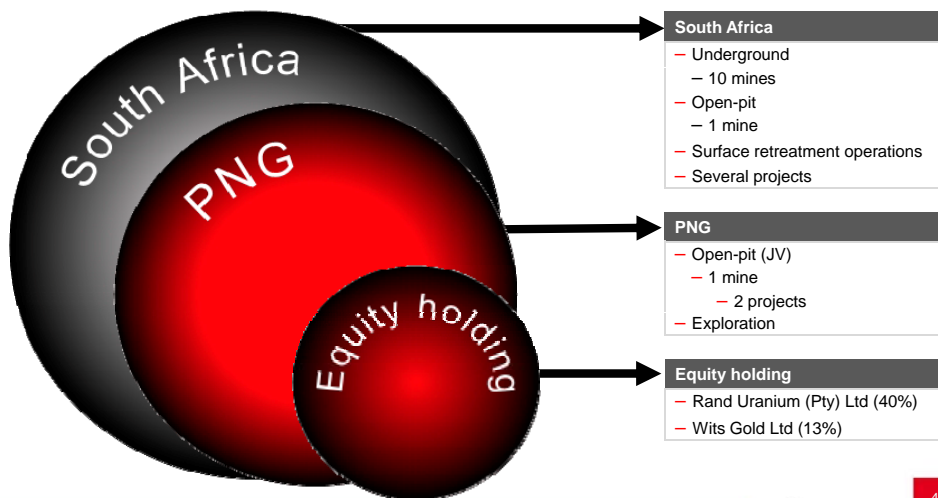 South Africa
PNG
Equity holding
South Africa
– Underground
– 10 mines
– Open-pit
– 1 mine
– Surface retreatment operations
– Several projects
PNG
– Open-pit (JV)
– 1 mine
– 2 projects
– Exploration
Equity holding
– Rand Uranium (Pty) Ltd (40%)
– Wits Gold Ltd (13%)